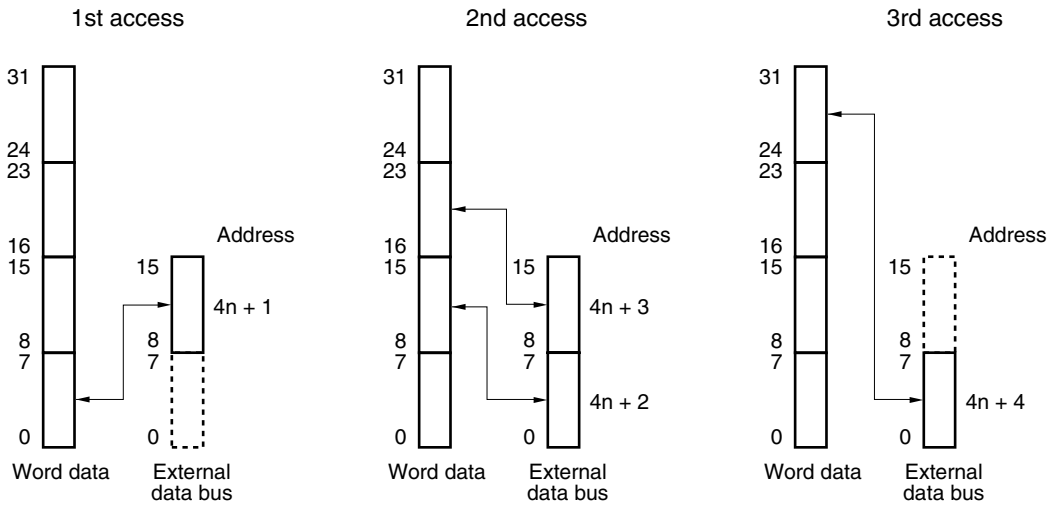 1st access
31
24
23
16
15
8
7
0
Word data
Address
15
8
7
0
4n + 1
External
data bus
2nd access
31
24
23
16
15
8
7
0
Word data
Address
15
8
7
0
4n + 3
4n + 2
External
data bus
3rd access
31
24
23
16
15
8
7
0
Word data
Address
15
8
7
0
4n + 4
External
data bus